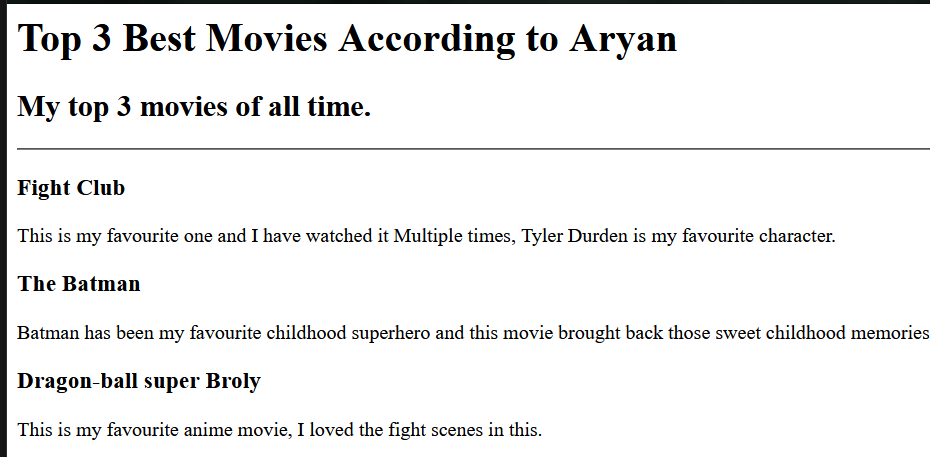 Top 3 Best Movies According to Aryan
My top 3 movies of all time.
Fight Club
This is my favourite one and I have watched it Multiple times, Tyler Durden is my favourite character.
The Batman
Batman has been my favourite childhood superhero and this movie brought back those sweet childhood memories
Dragon-ball super Broly
This is my favourite anime movie, I loved the fight scenes in this.